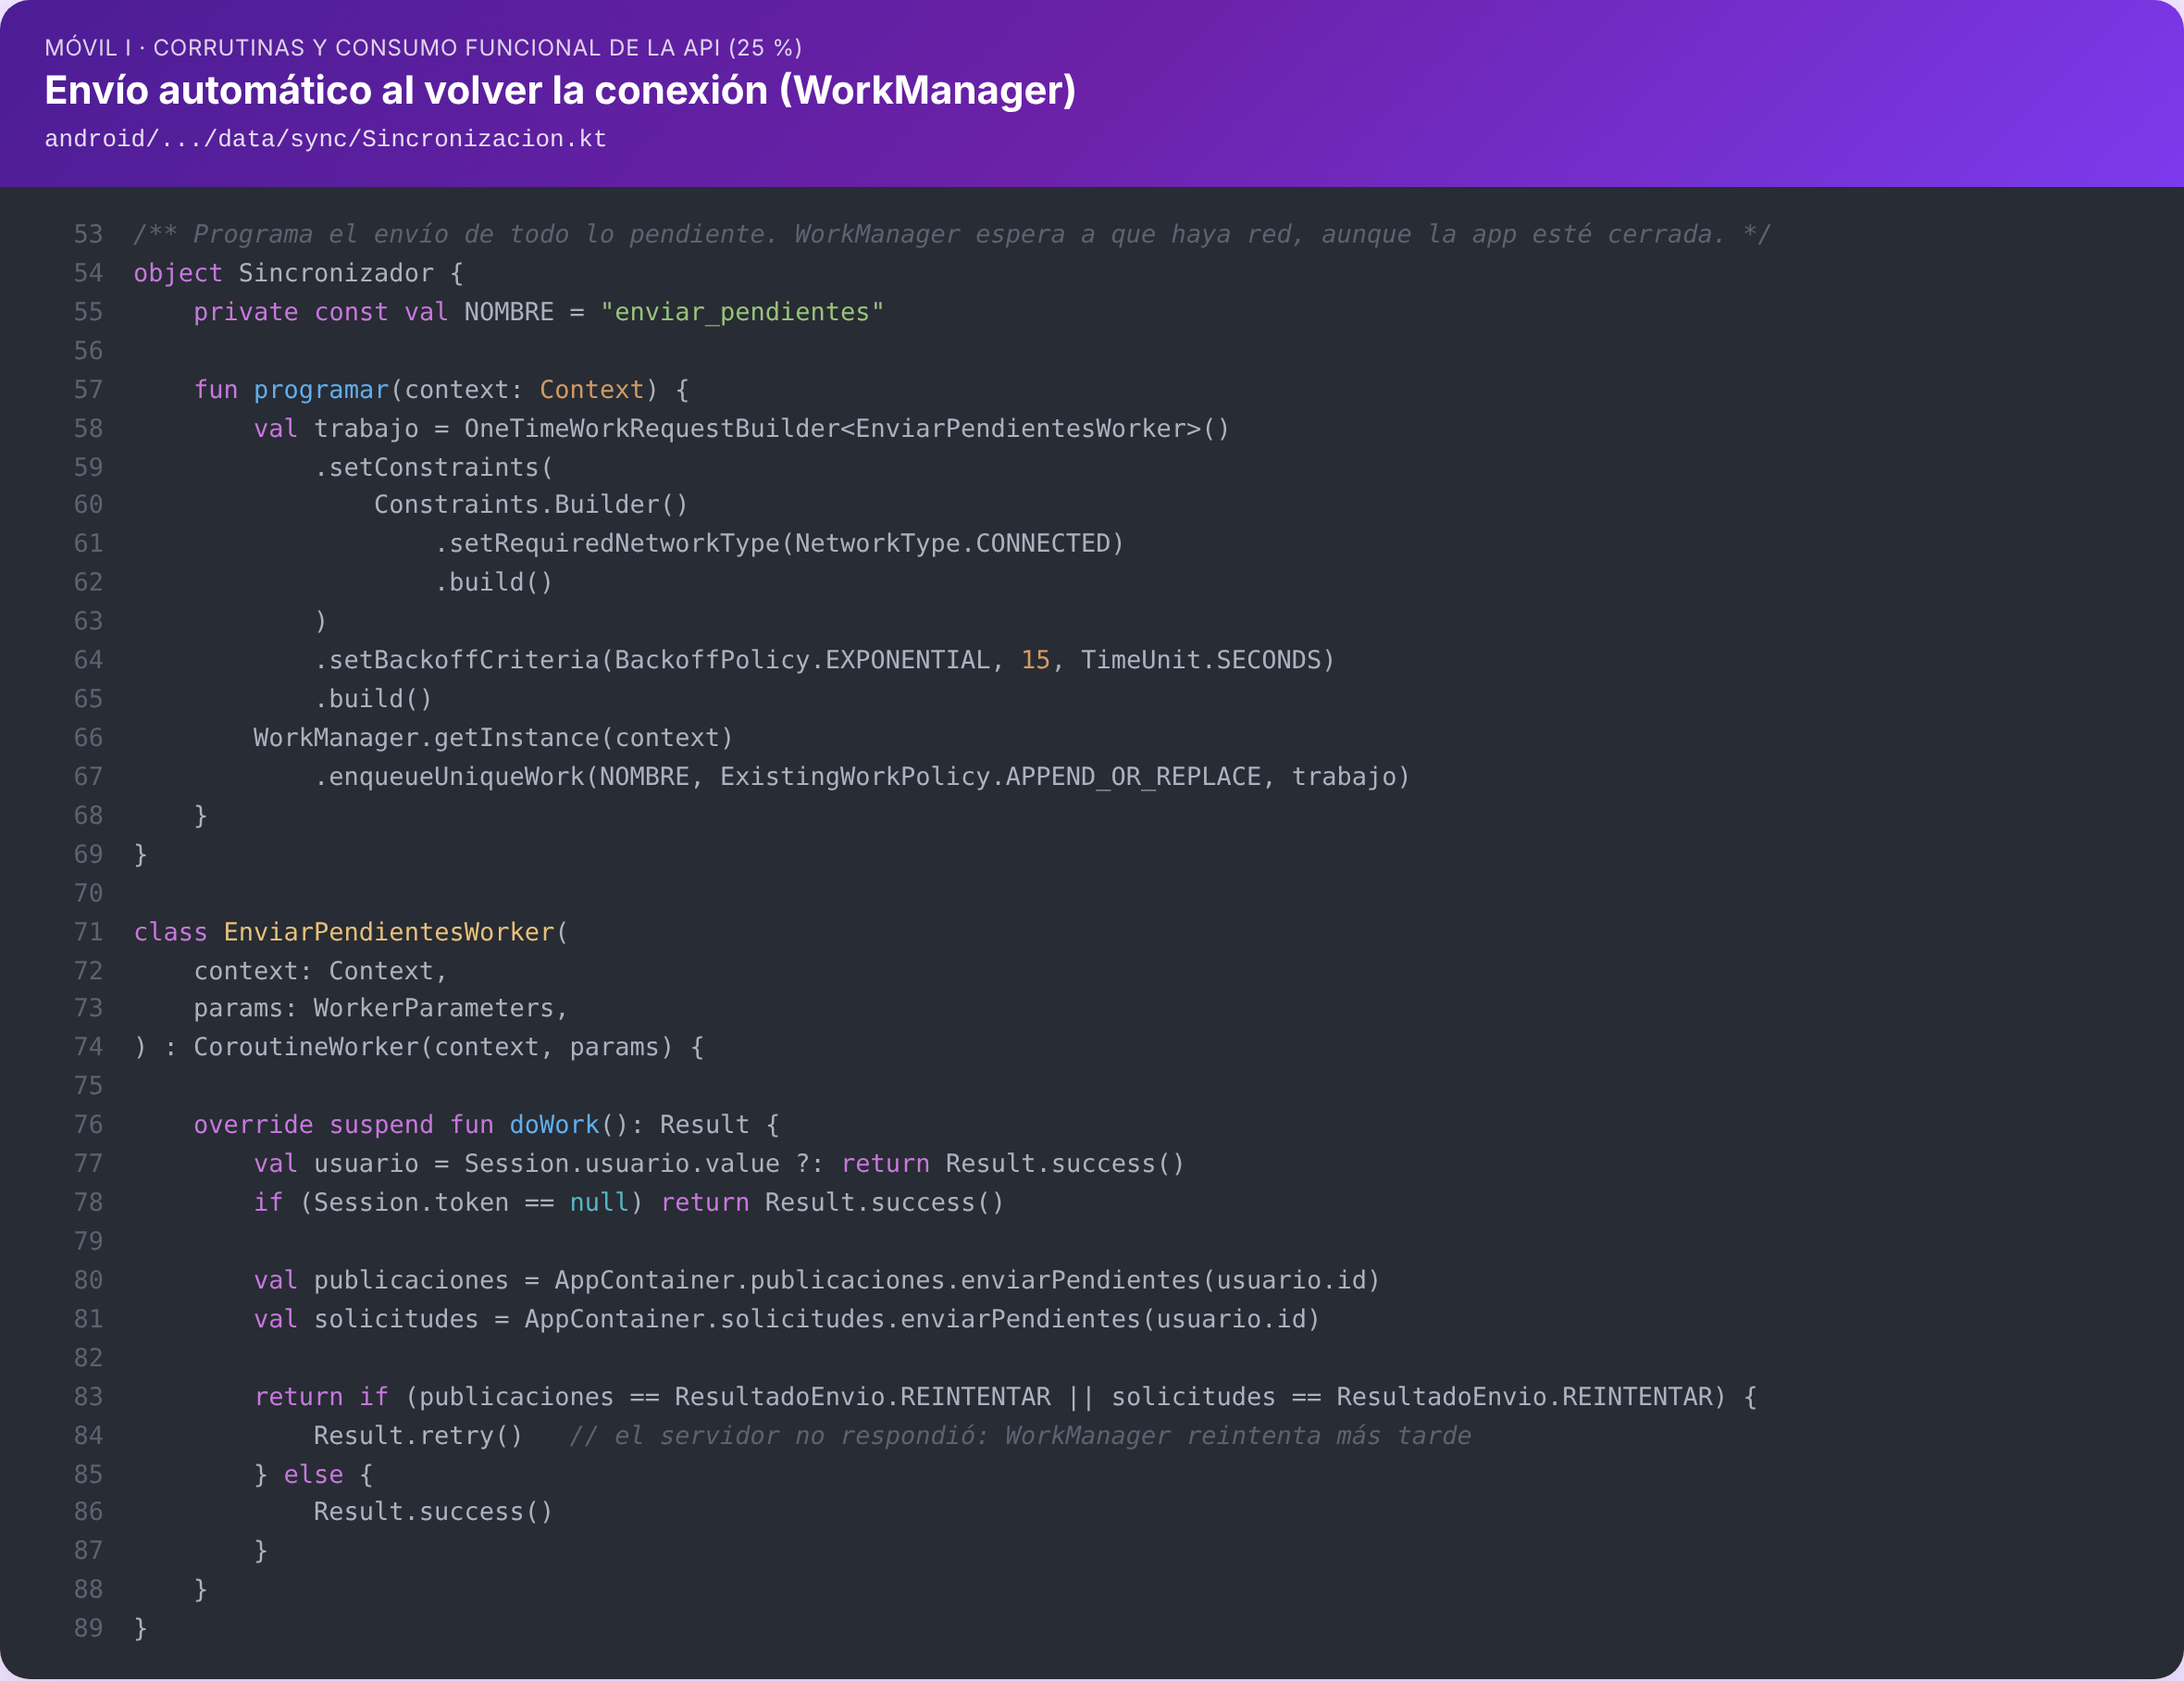 MÓVIL I · CORRUTINAS Y CONSUMO FUNCIONAL DE LA API (25 %)
Envío automático al volver la conexión (WorkManager)
android/.../data/sync/Sincronizacion.kt
53 /** Programa el envío de todo lo pendiente. WorkManager espera a que haya red, aunque la app esté cerrada. */
54 object Sincronizador {
55     private const val NOMBRE = "enviar_pendientes"
56
57     fun programar(context: Context) {
58         val trabajo = OneTimeWorkRequestBuilder<EnviarPendientesWorker>()
59             .setConstraints(
60                 Constraints.Builder()
61                     .setRequiredNetworkType(NetworkType.CONNECTED)
62                     .build()
63             )
64             .setBackoffCriteria(BackoffPolicy.EXPONENTIAL, 15, TimeUnit.SECONDS)
65             .build()
66         WorkManager.getInstance(context)
67             .enqueueUniqueWork(NOMBRE, ExistingWorkPolicy.APPEND_OR_REPLACE, trabajo)
68     }
69 }
70
71 class EnviarPendientesWorker(
72     context: Context,
73     params: WorkerParameters,
74 ) : CoroutineWorker(context, params) {
75
76     override suspend fun doWork(): Result {
77         val usuario = Session.usuario.value ?: return Result.success()
78         if (Session.token == null) return Result.success()
79
80         val publicaciones = AppContainer.publicaciones.enviarPendientes(usuario.id)
81         val solicitudes = AppContainer.solicitudes.enviarPendientes(usuario.id)
82
83         return if (publicaciones == ResultadoEnvio.REINTENTAR || solicitudes == ResultadoEnvio.REINTENTAR) {
84             Result.retry()   // el servidor no respondió: WorkManager reintenta más tarde
85         } else {
86             Result.success()
87         }
88     }
89 }